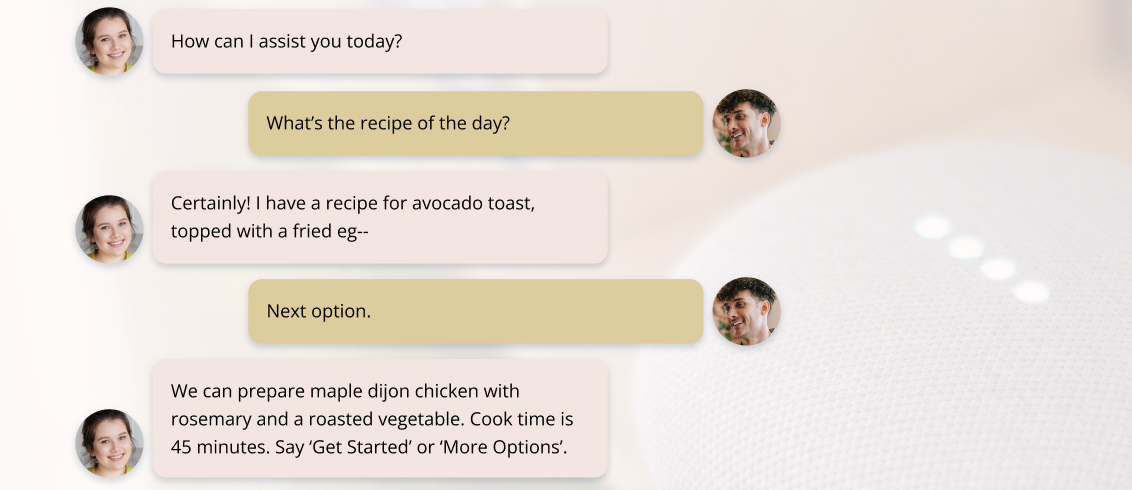 How can I assist you today?
What’s the recipe of the day?
Certainly! I have a recipe for avocado toast,
topped with a fried eg--
Next option.
We can prepare maple dijon chicken with
rosemary and a roasted vegetable. Cook time is
45 minutes. Say ‘Get Started’ or ‘More Options’.